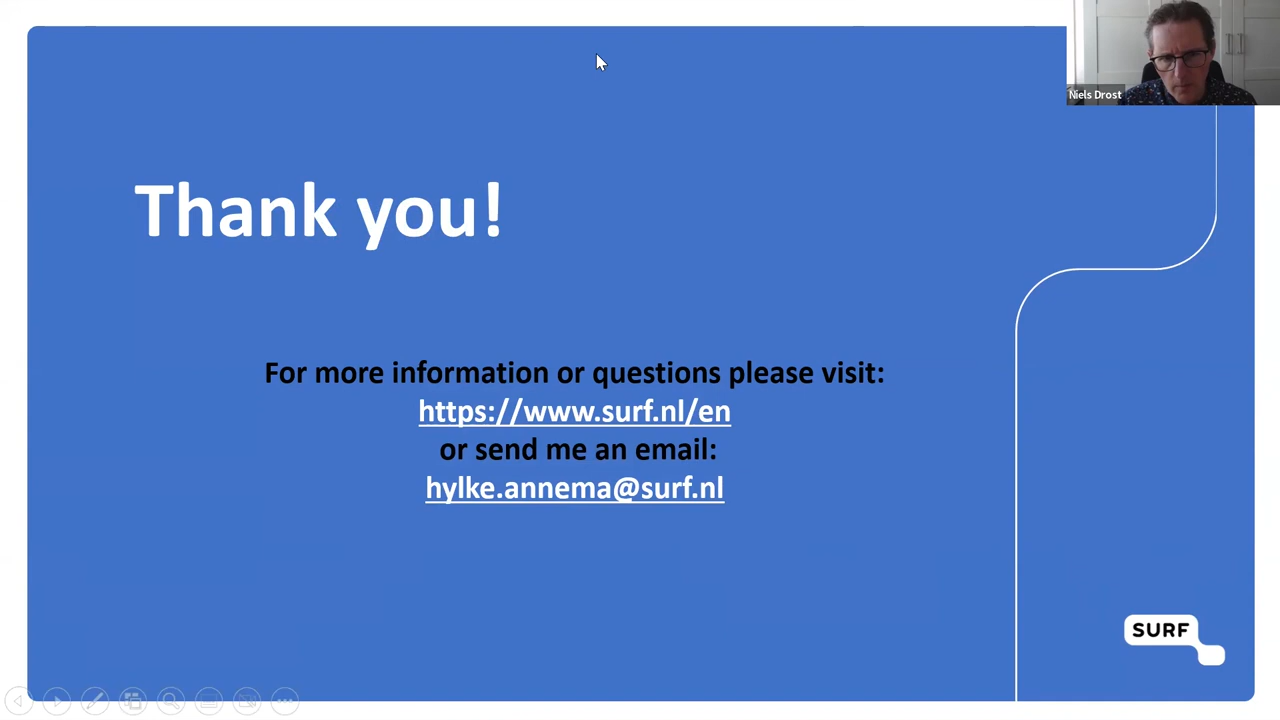 Niels Drost
Thank you!
For more information or questions please visit:
https://www.surf.nl/en
or send me an email:
hylke.annema@surf.nl
SURF